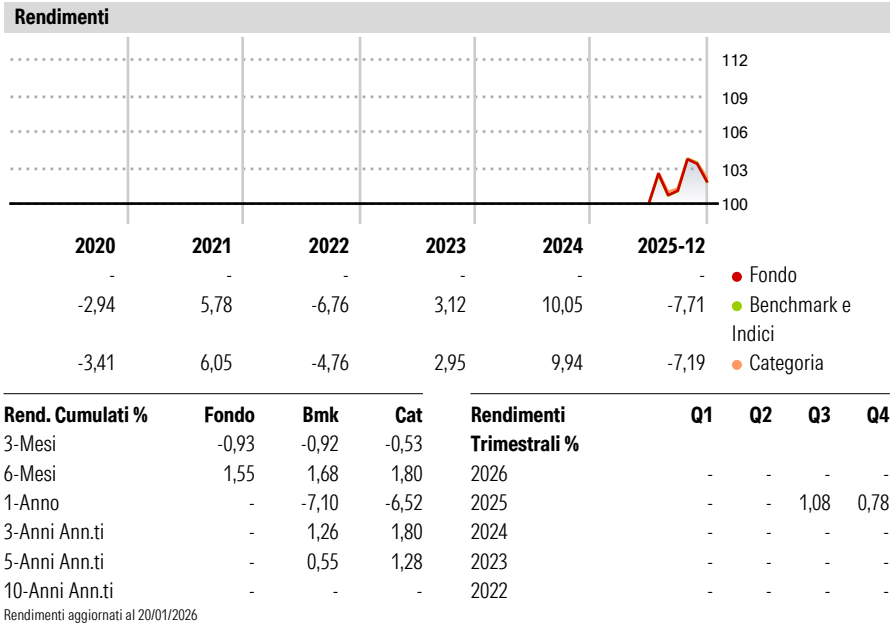 Rendimenti
112
109
106
103
100
2020 2021 2022 2023 2024 2025-12
- - - - - - Fondo
-2,94 5,78 -6,76 3,12 10,05 -7,71 Benchmark e
Indici
-3,41 6,05 -4,76 2,95 9,94 -7,19 Categoria
Rend. Cumulati % Fondo Bmk Cat
3-Mesi -0,93 -0,92 -0,53
6-Mesi 1,55 1,68 1,80
1-Anno - -7,10 -6,52
3-Anni Ann.ti - 1,26 1,80
5-Anni Ann.ti - 0,55 1,28
10-Anni Ann.ti - - -
Rendimenti aggiornati al 20/01/2026
Rendimenti Q1 Q2 Q3 Q4
Trimestrali %
2026 - - - -
2025 - - 1,08 0,78
2024 - - - -
2023 - - - -
2022 - - - -